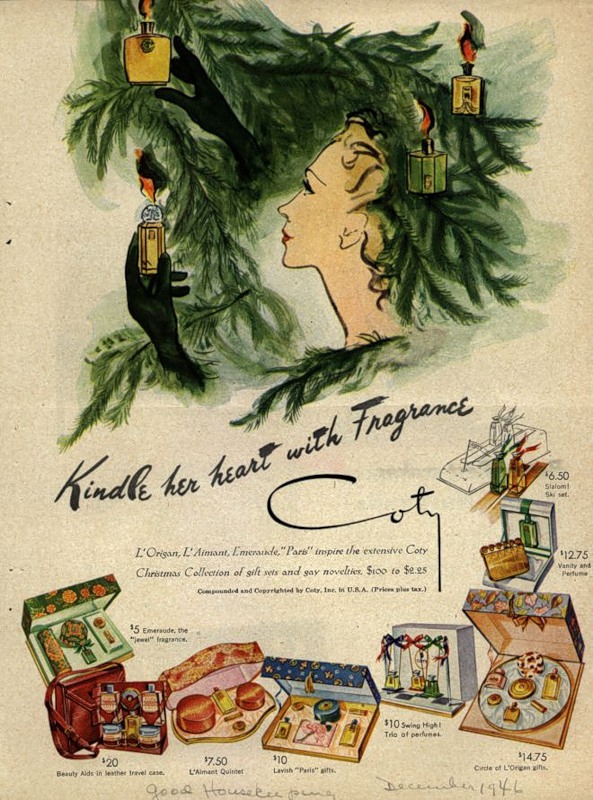 Kindle her heart with Fragrance
Coty
L'Origan, L'Aimant, Emeraude, "Paris" inspire the extensive Coty
Christmas Collection of gift sets and gay novelties, $100 to $2.25
Compounded and Copyrighted by Coty, Inc. in U.S.A. (Prices plus tax.)
$6.50
Slalom!
Ski set.
$12.75
Vanity and
Perfume
$5 Emeraude, the
"jewel" fragrance.
$20
Beauty Aids in leather travel case.
$7.50
L'Aimant Quintet
$10
Lavish "Paris" gifts.
$10 Swing High!
Trio of perfumes.
$14.75
Circle of L'Origan gifts.
Good Housekeeping
December 1946